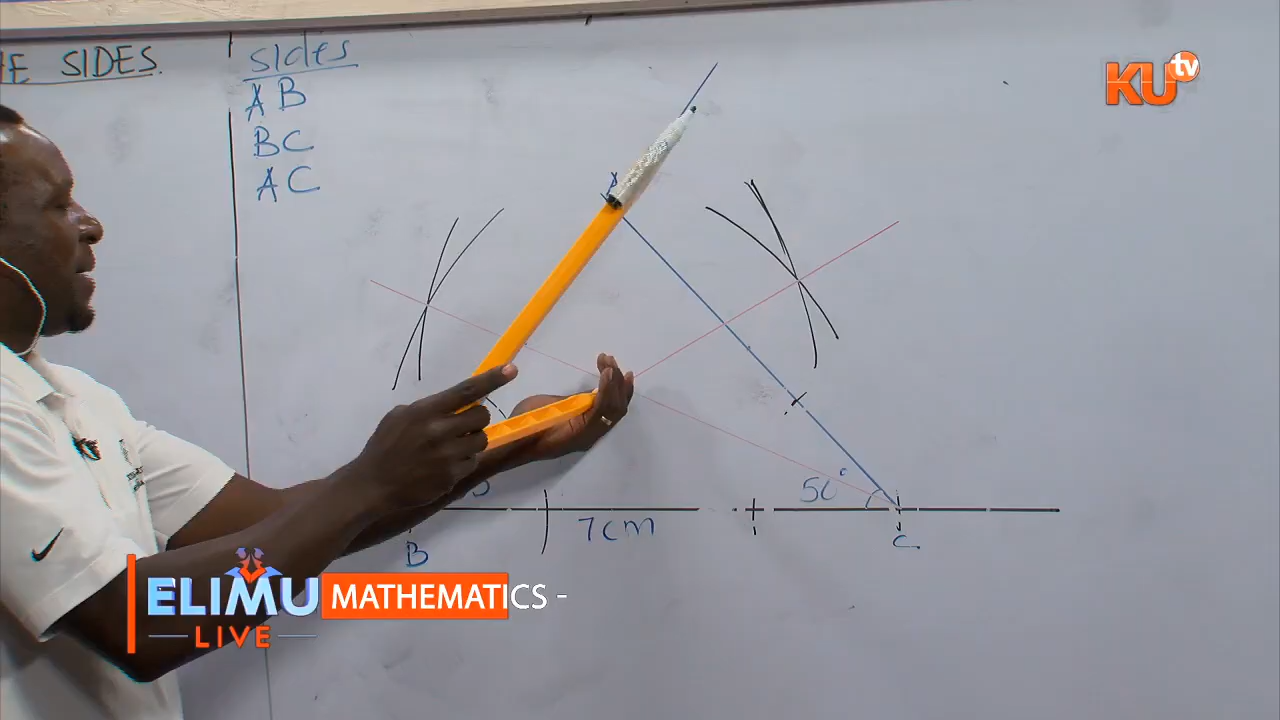 E SIDES.
sides
AB
BC
AC
KU tv
A
50°
7cm
B
C
ELIMU
LIVE
MATHEMATICS -